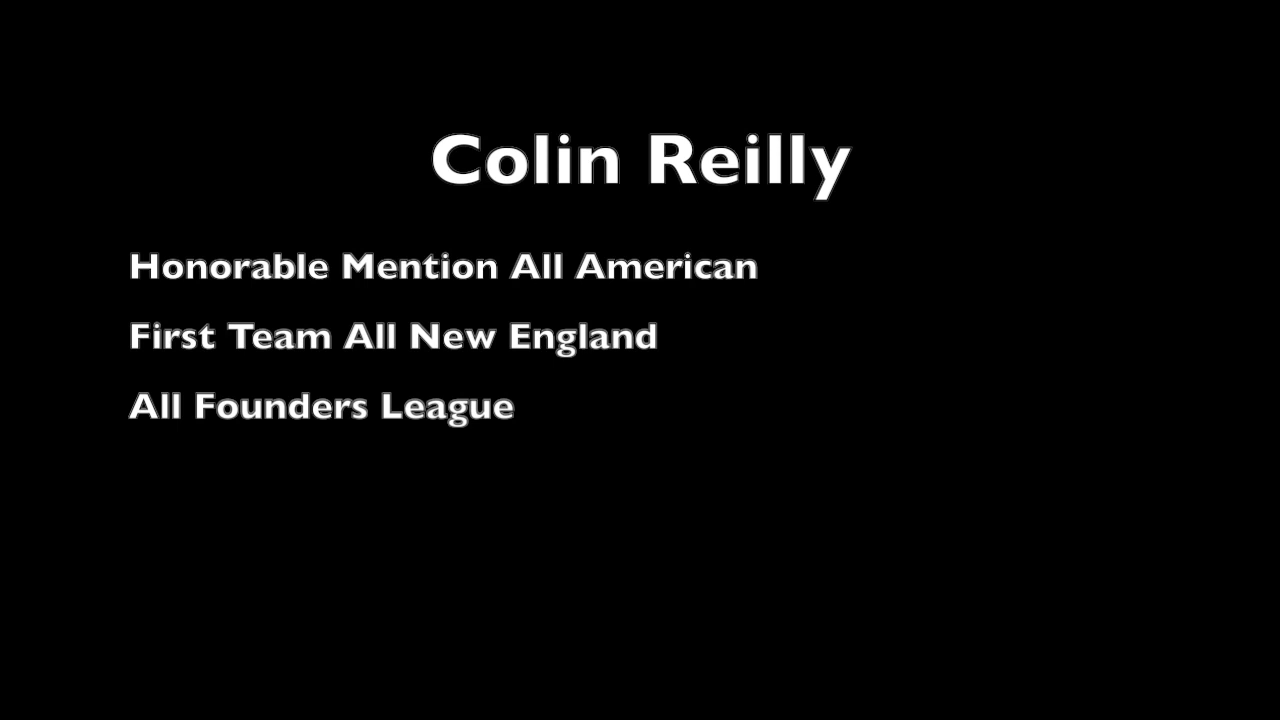 Colin Reilly
Honorable Mention All American
First Team All New England
All Founders League